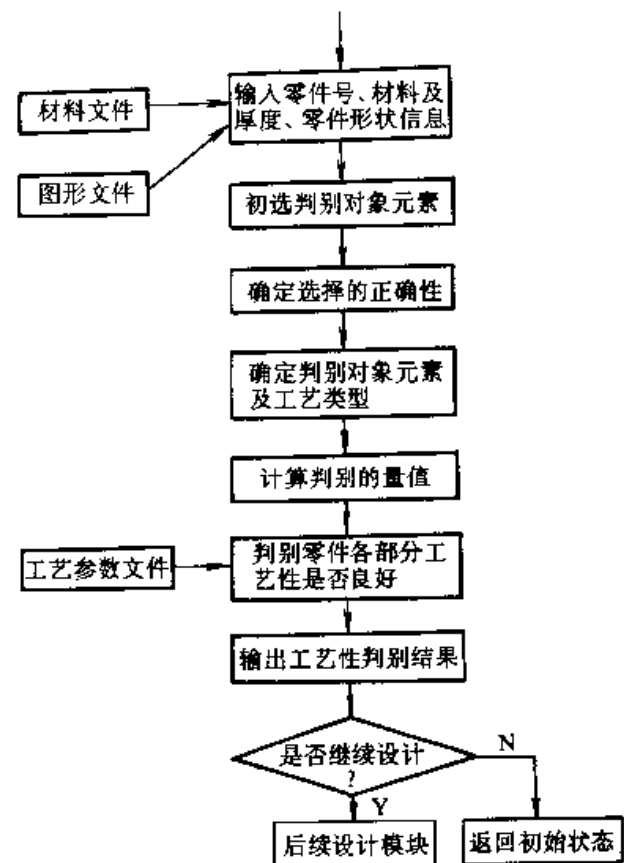 输入零件号、材料及
厚度、零件形状信息
材料文件
图形文件
初选判别对象元素
确定选择的正确性
确定判别对象元素
及工艺类型
计算判别的量值
工艺参数文件
判别零件各部分工
艺性是否良好
输出工艺性判别结果
是否继续设计
?
N
Y
后续设计模块
返回初始状态